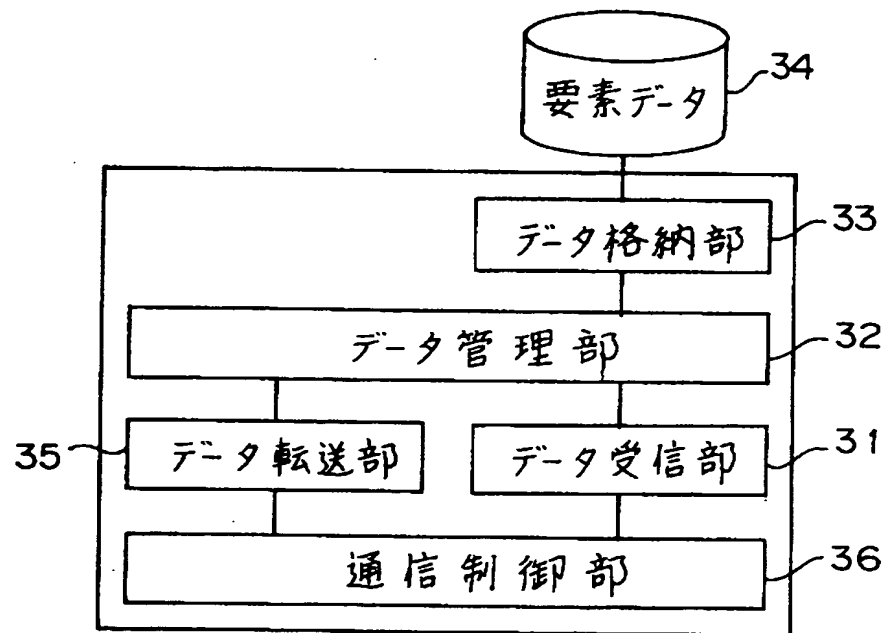 要素データ
34
データ格納部
33
データ管理部
32
35
データ転送部
データ受信部
31
通信制御部
36